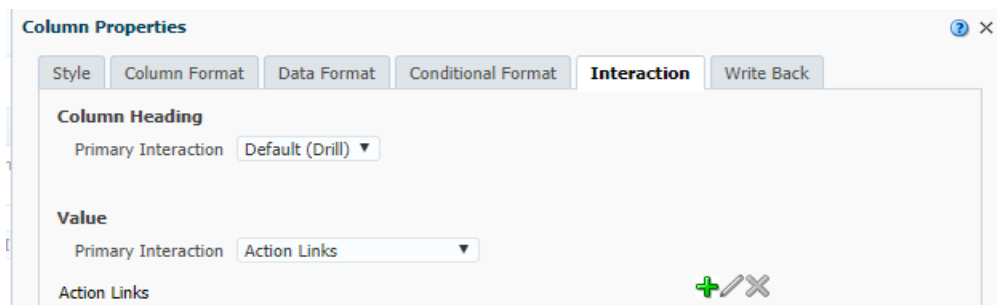 Column Properties
Style Column Format Data Format Conditional Format Interaction Write Back
Column Heading
Primary Interaction Default (Drill)
Value
Primary Interaction Action Links
Action Links